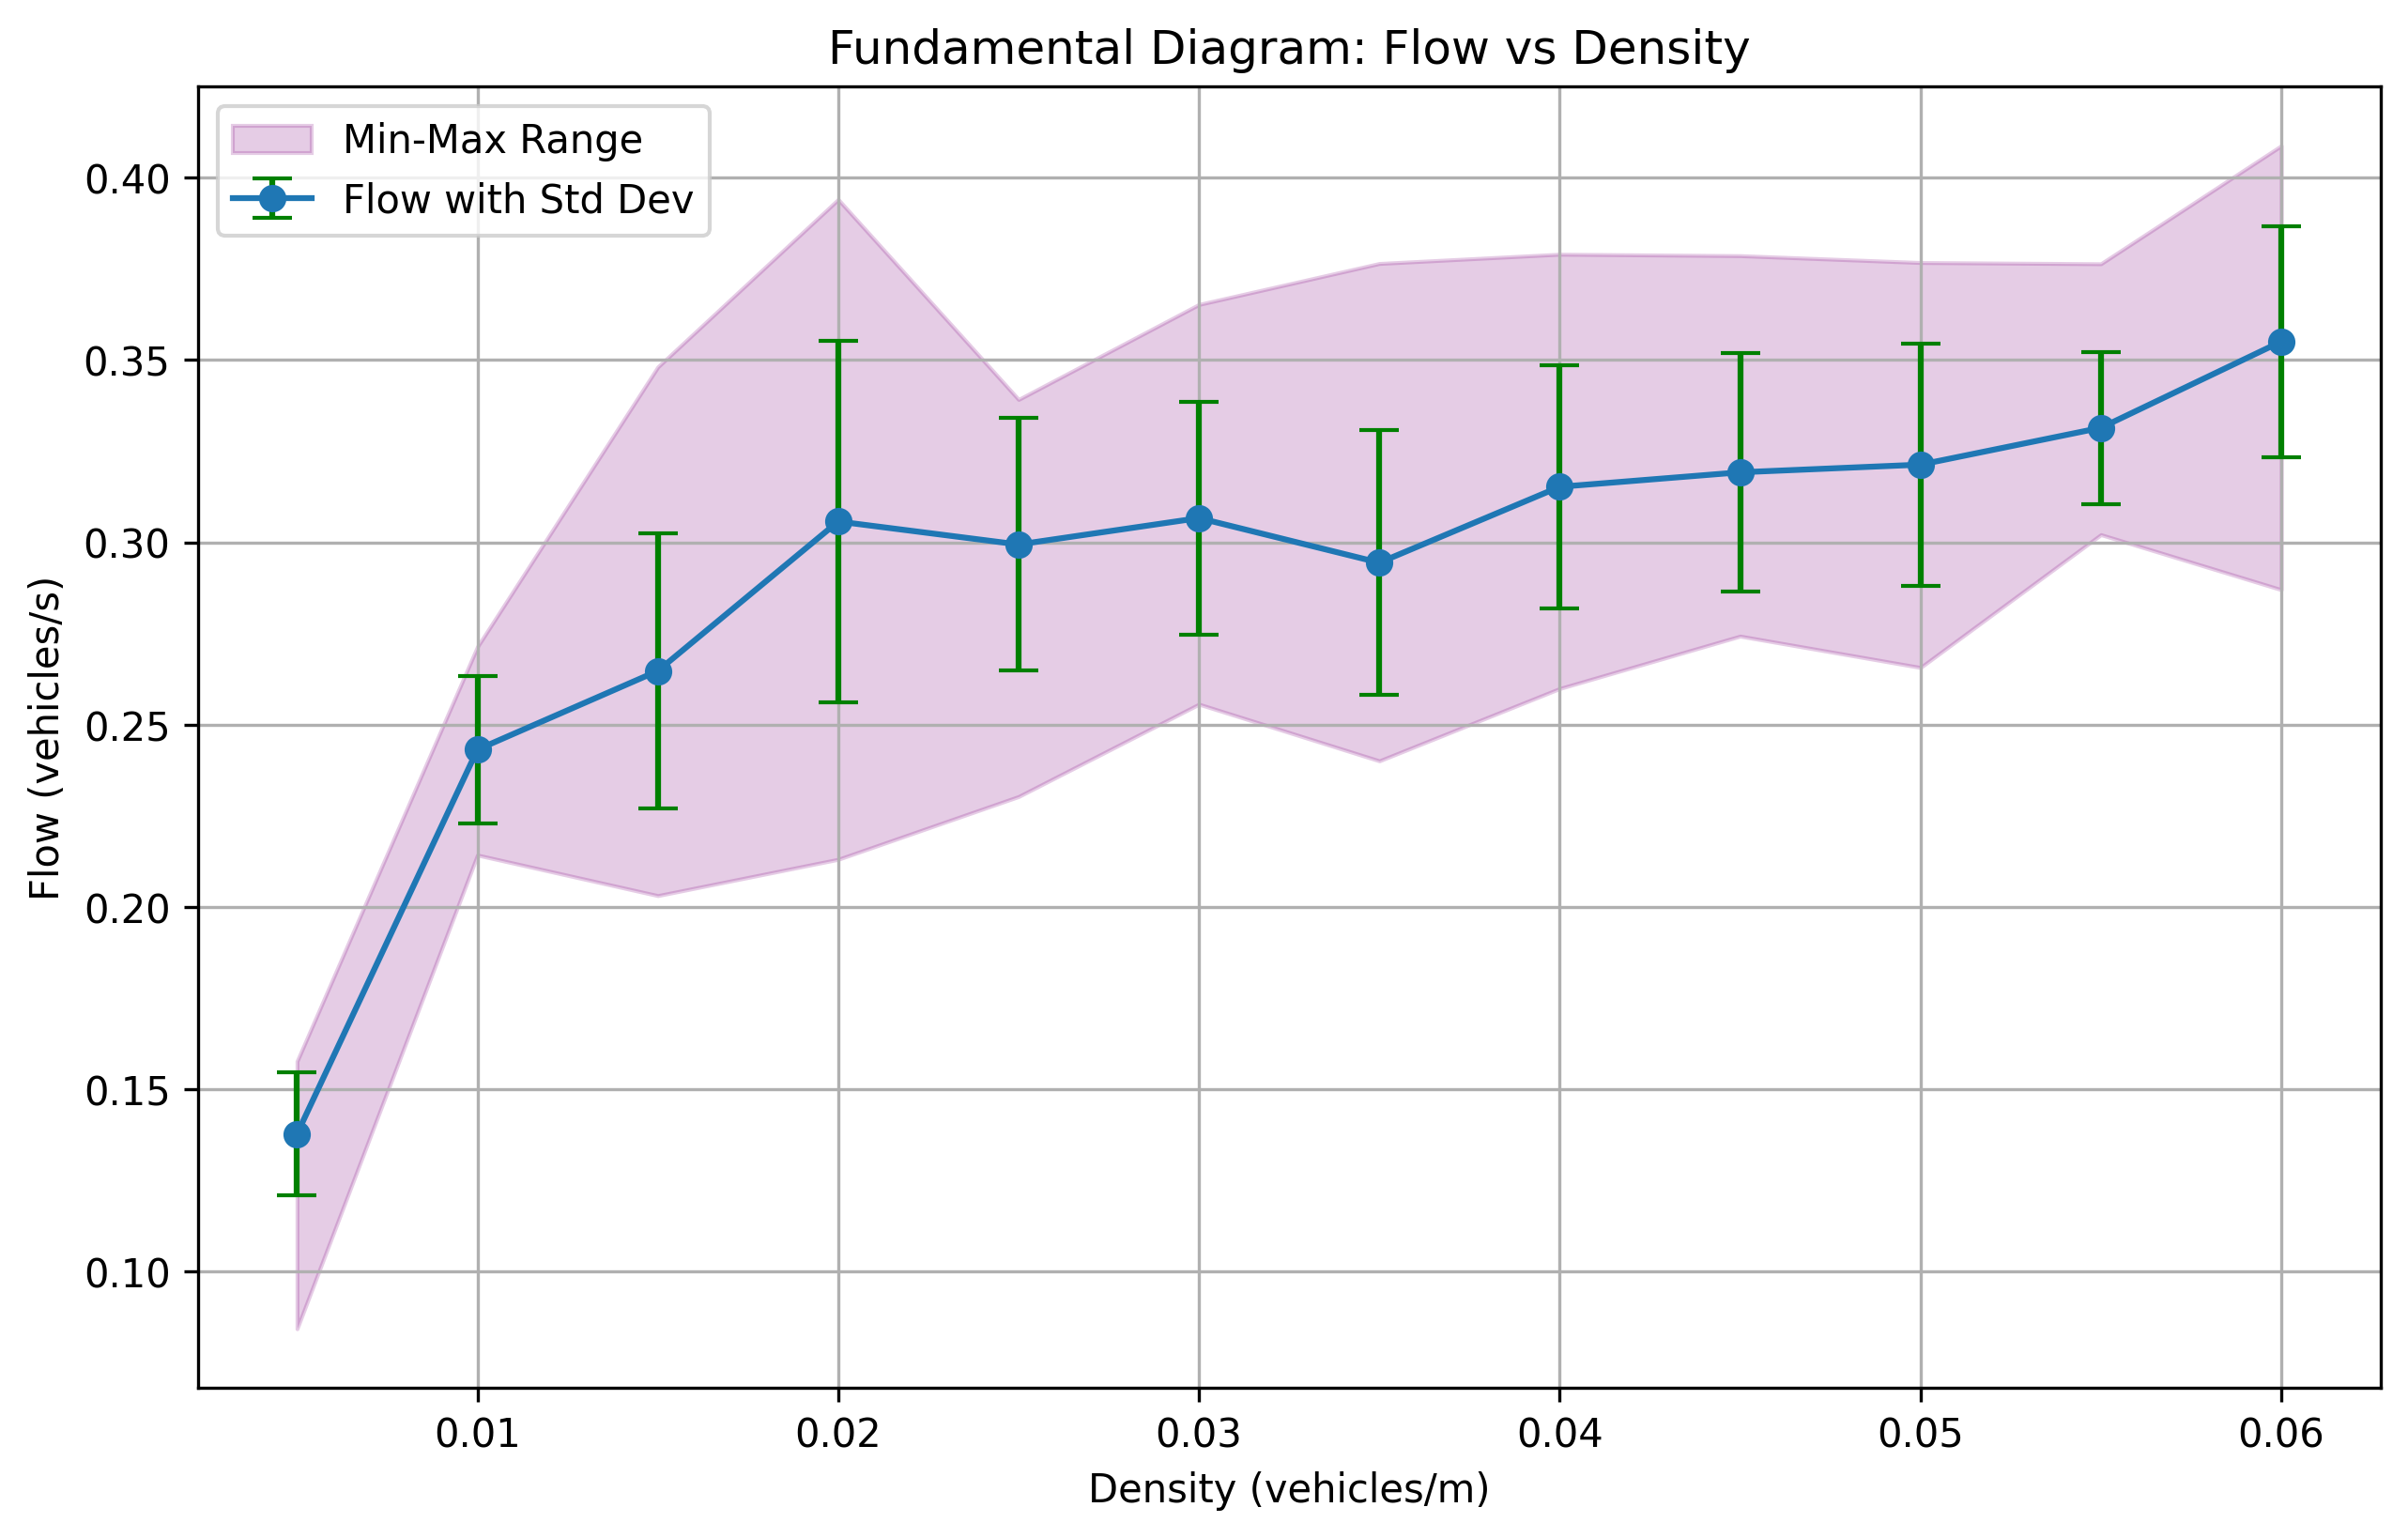 Fundamental Diagram: Flow vs Density
Min-Max Range
Flow with Std Dev
0.40
0.35
0.30
0.25
0.20
0.15
0.10
Flow (vehicles/s)
0.01 0.02 0.03 0.04 0.05 0.06
Density (vehicles/m)